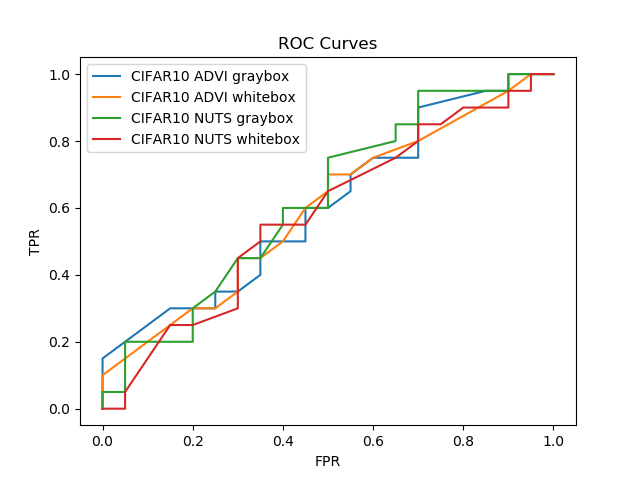 ROC Curves
CIFAR10 ADVI graybox
CIFAR10 ADVI whitebox
CIFAR10 NUTS graybox
CIFAR10 NUTS whitebox
1.0
0.8
0.6
0.4
0.2
0.0
TPR
0.0 0.2 0.4 0.6 0.8 1.0
FPR